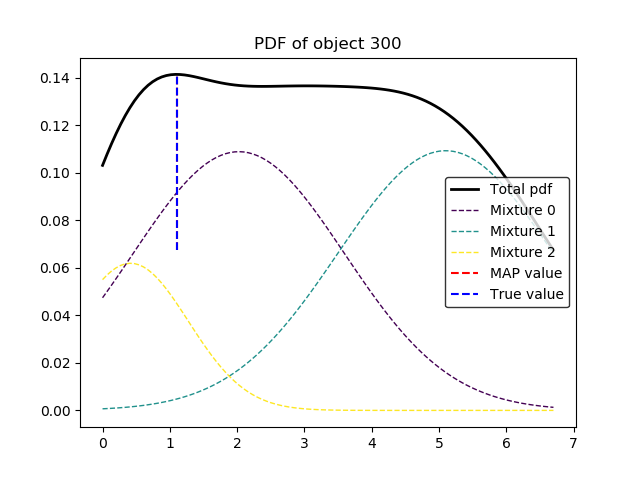 PDF of object 300
0.14
0.12
0.10
0.08
0.06
0.04
0.02
0.00
Total pdf
Mixture 0
Mixture 1
Mixture 2
MAP value
True value
0 1 2 3 4 5 6 7